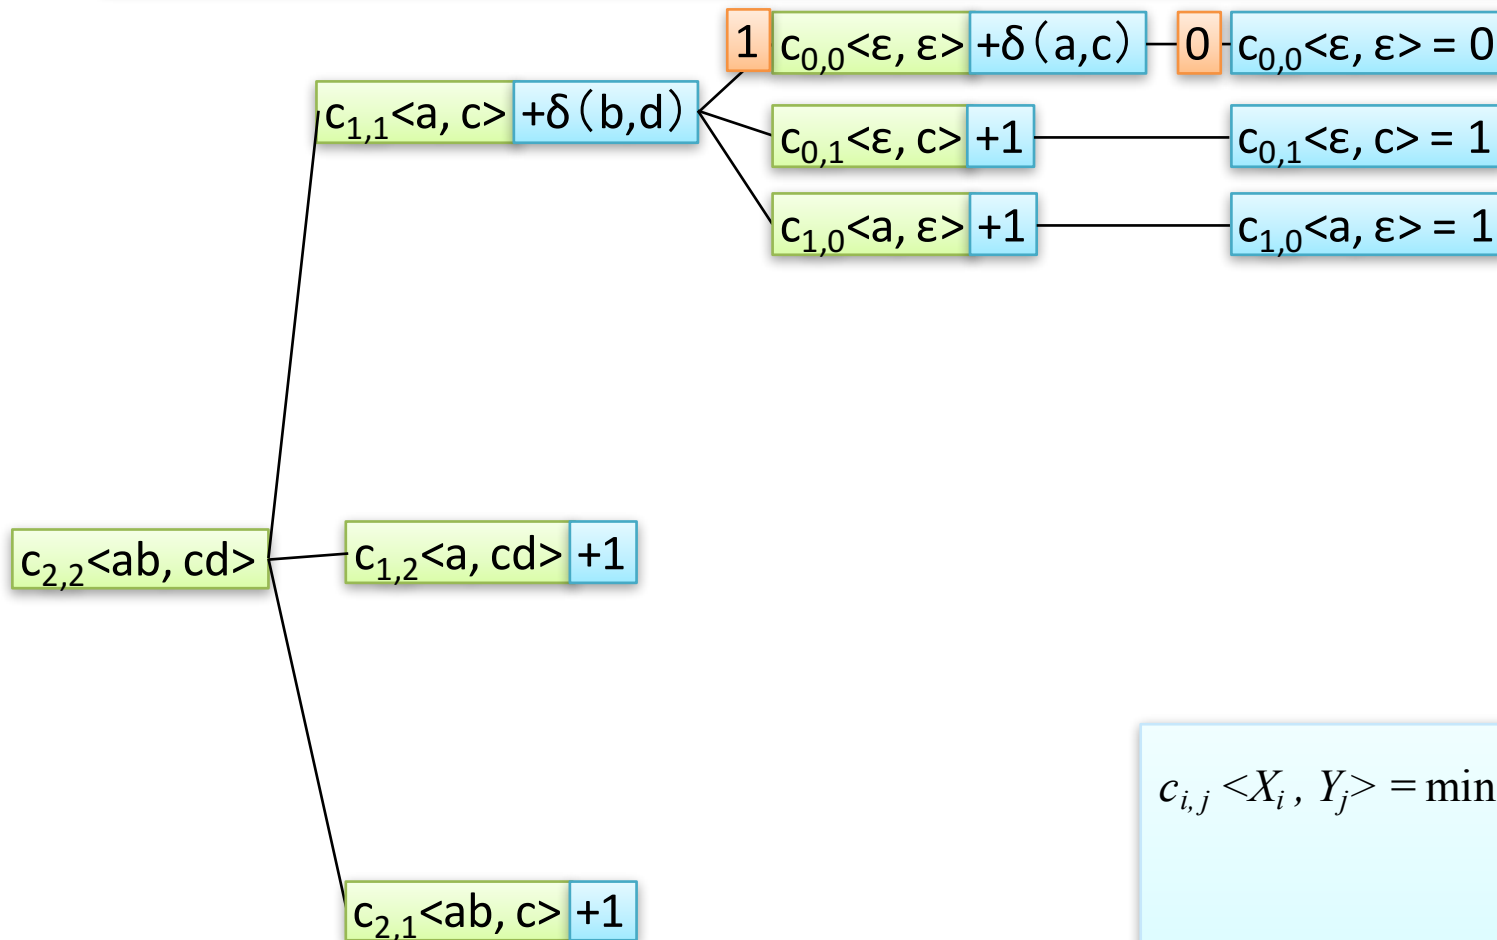 1 c0,0<ε, ε> +δ（a,c） 0 c0,0<ε, ε> = 0
c1,1<a, c> +δ（b,d）
c0,1<ε, c> +1 c0,1<ε, c> = 1
c1,0<a, ε> +1 c1,0<a, ε> = 1
c2,2<ab, cd> c1,2<a, cd> +1
ci,j <Xi , Yj> = min
c2,1<ab, c> +1